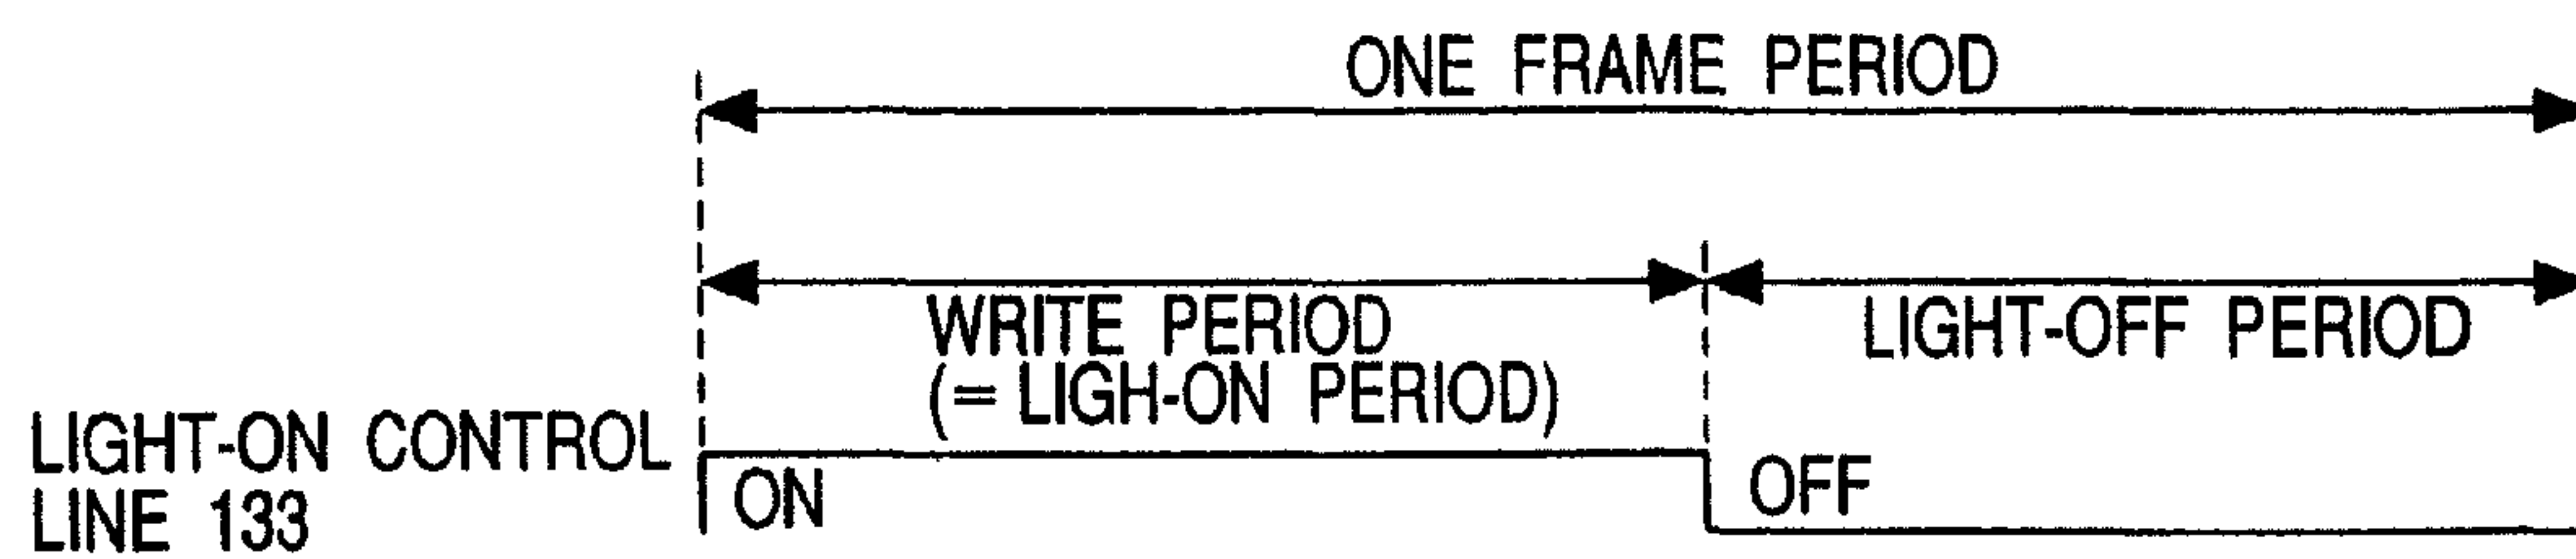 ONE FRAME PERIOD
WRITE PERIOD
(= LIGH-ON PERIOD)
LIGHT-OFF PERIOD
LIGHT-ON CONTROL
LINE 133
ON
OFF